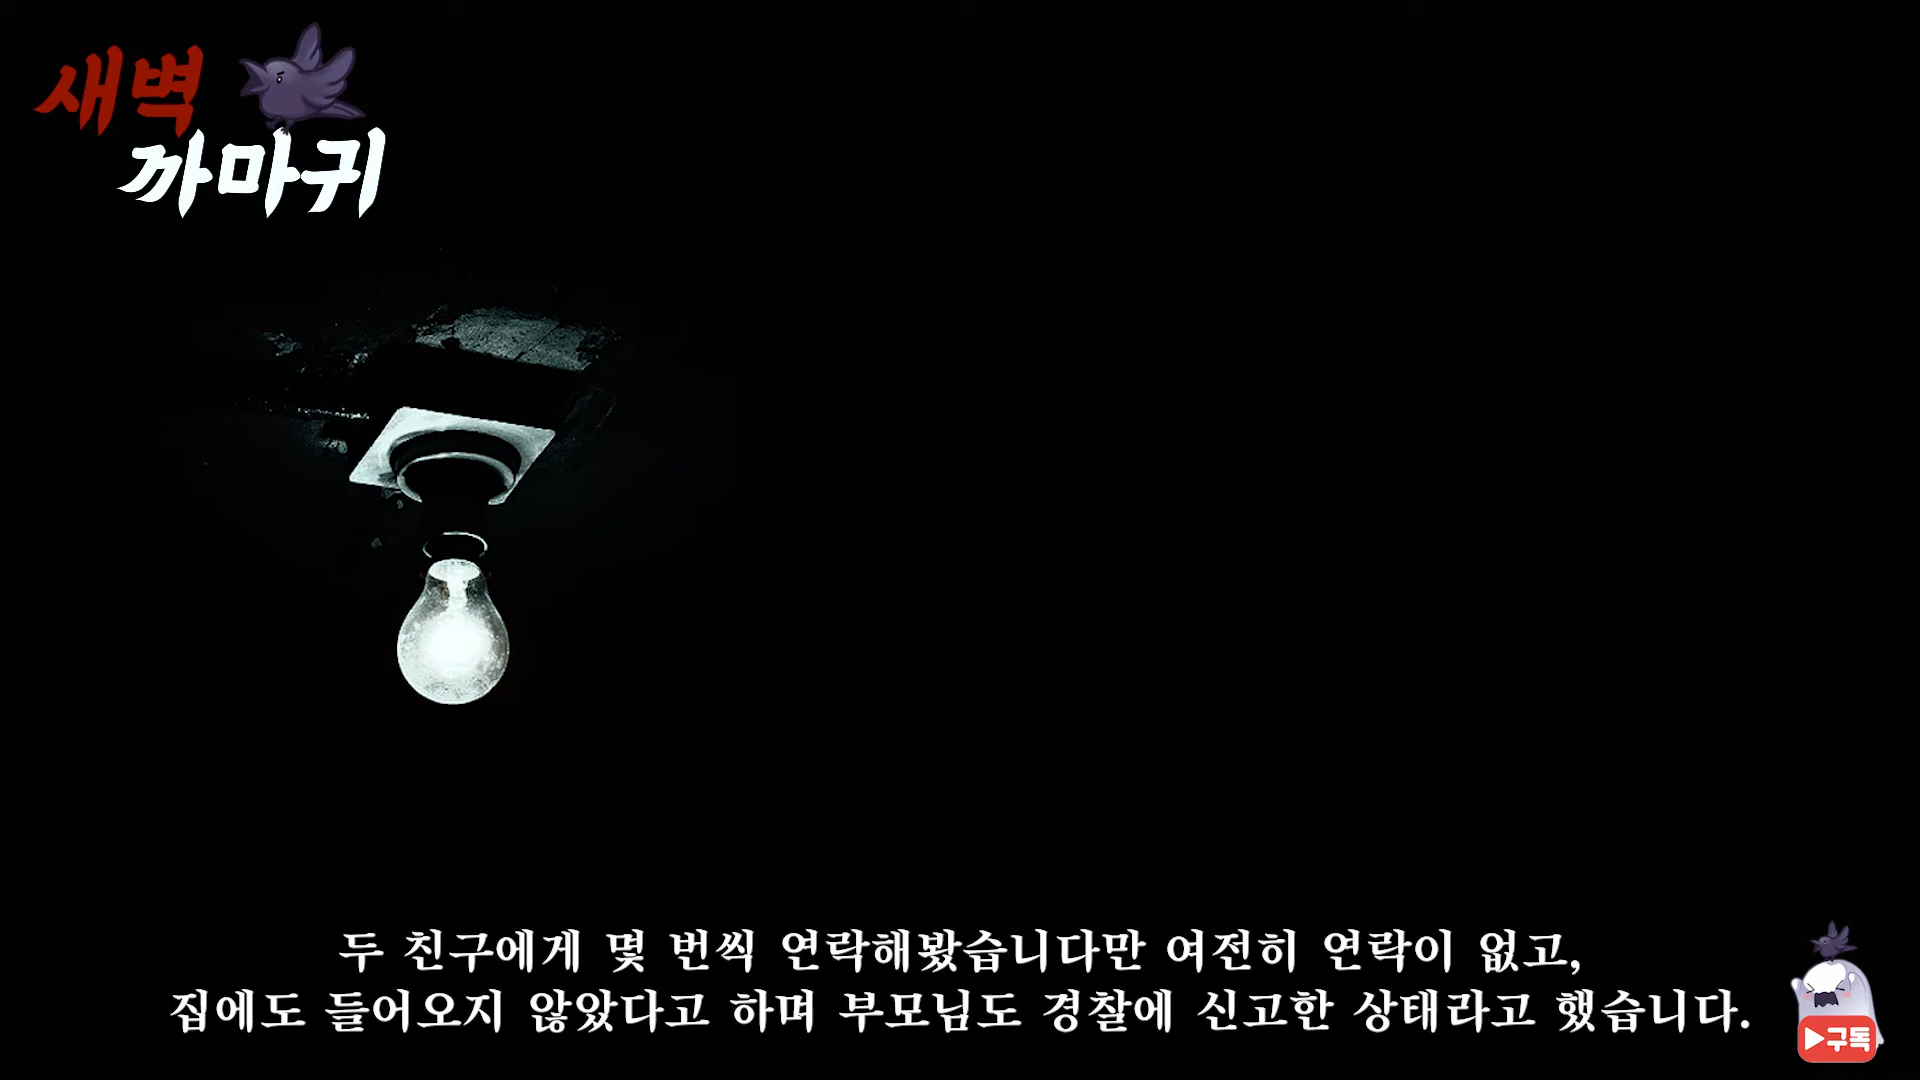 새벽
까마귀
두 친구에게 몇 번씩 연락해봤습니다만 여전히 연락이 없고,
집에도 들어오지 않았다고 하며 부모님도 경찰에 신고한 상태라고 했습니다.
구독